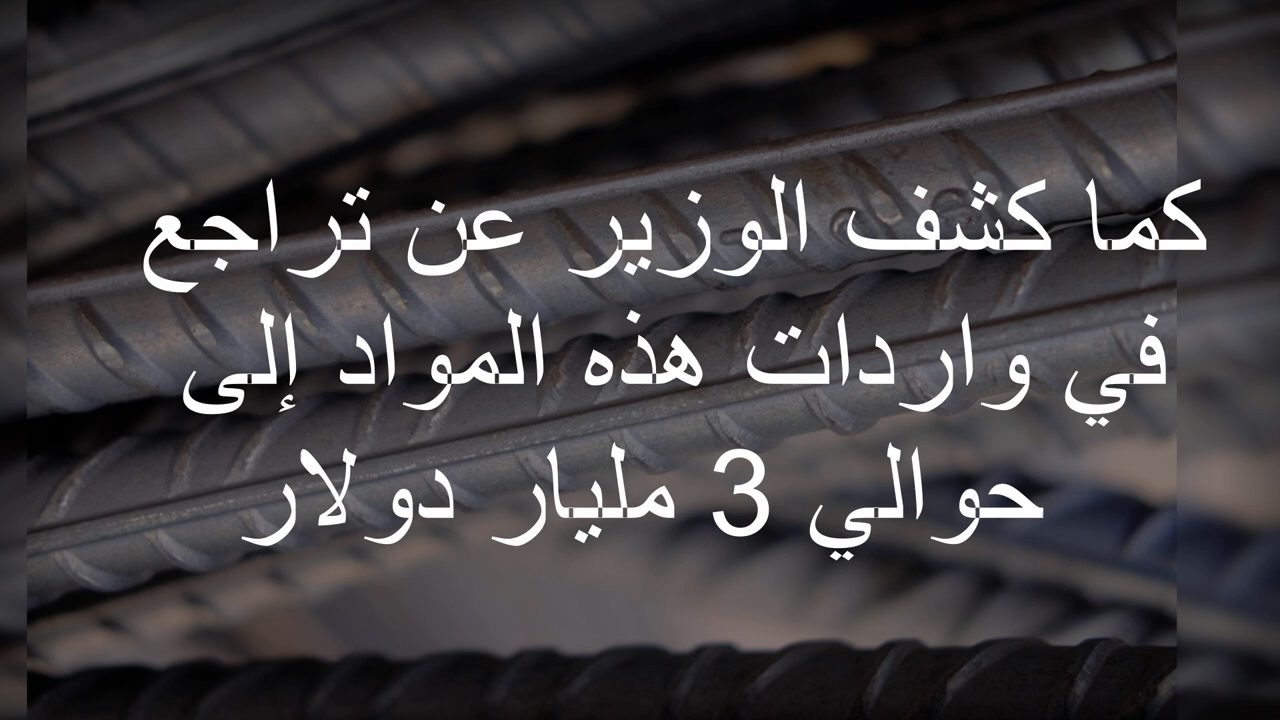 كما كشف الوزير عن تراجع
في واردات هذه المواد إلى
حوالي 3 مليار دولار